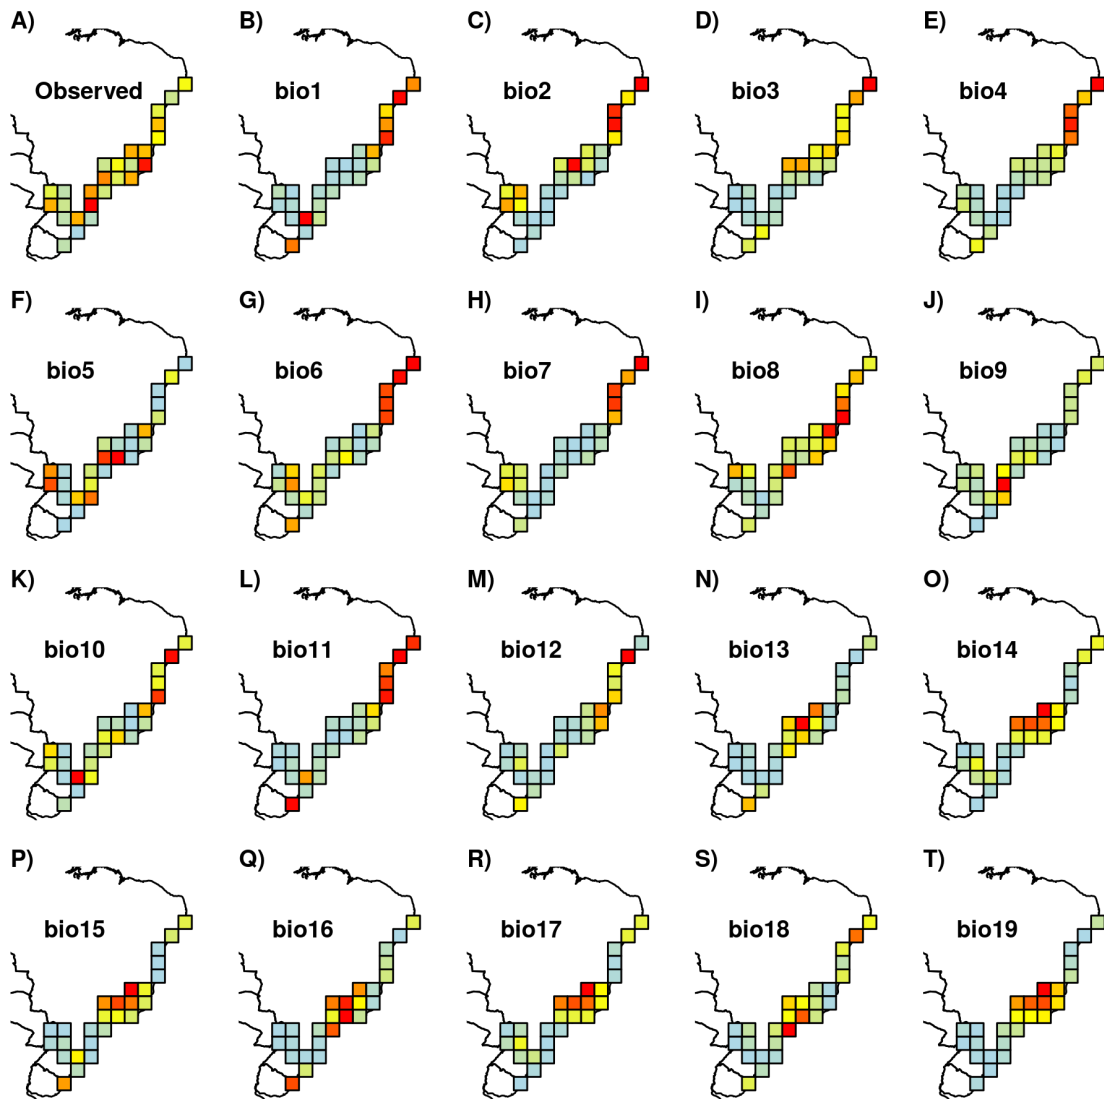 A) B) C) D) E)
Observed bio1 bio2 bio3 bio4
F) G) H) I) J)
bio5 bio6 bio7 bio8 bio9
K) L) M) N) O)
bio10 bio11 bio12 bio13 bio14
P) Q) R) S) T)
bio15 bio16 bio17 bio18 bio19